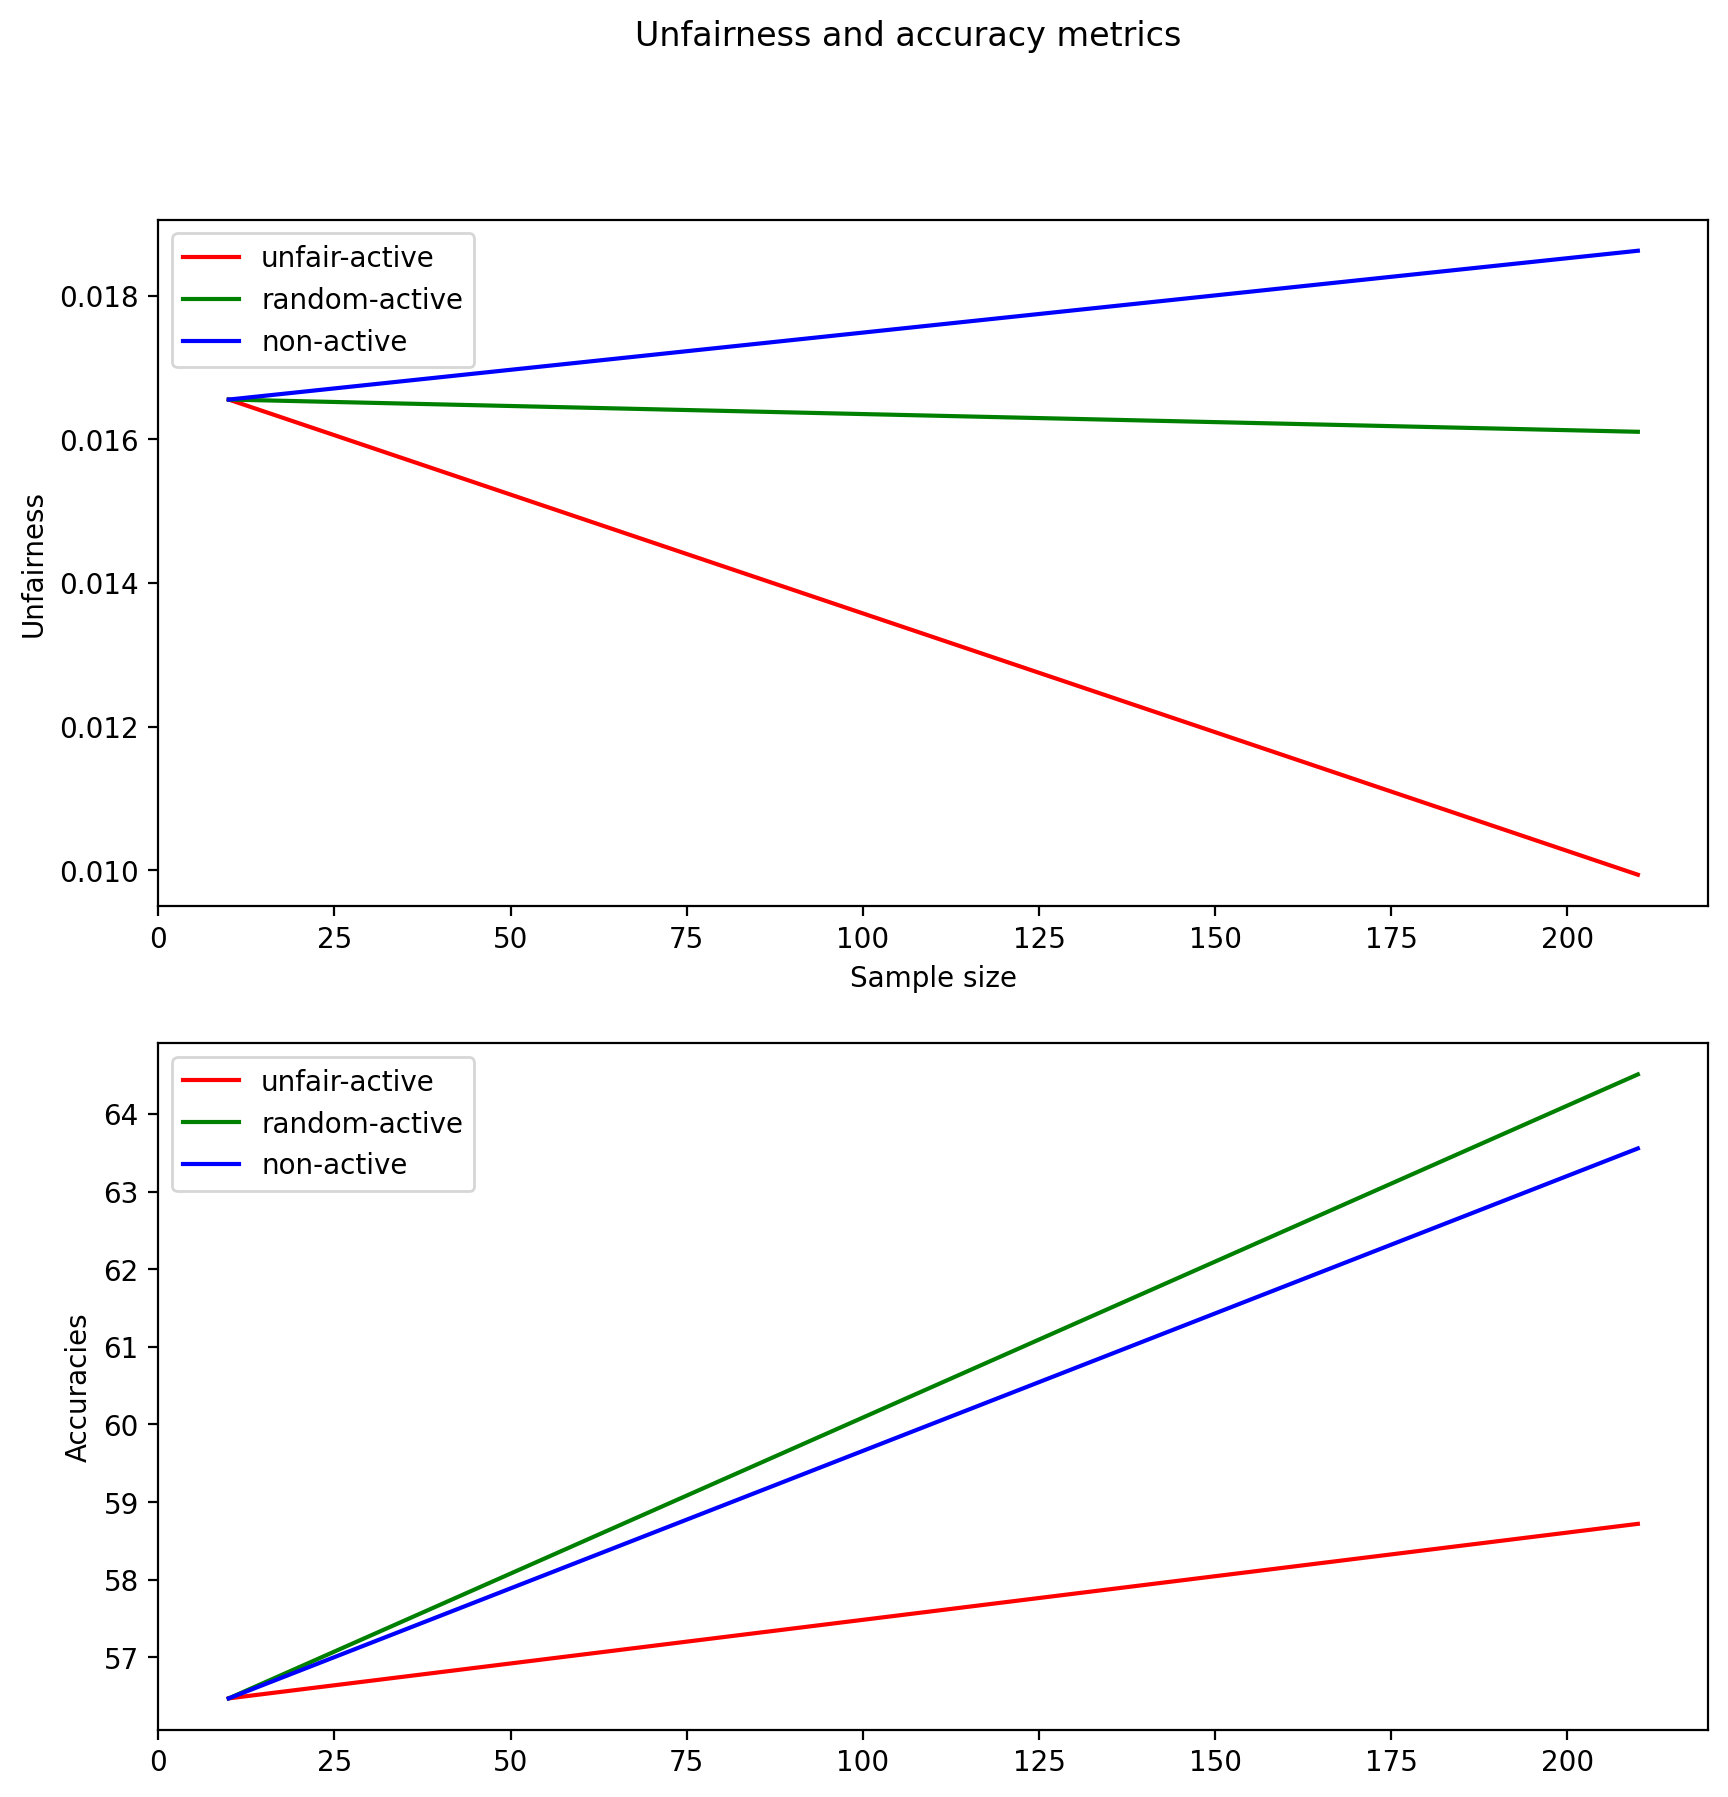 Unfairness and accuracy metrics
unfair-active
random-active
non-active
0.018
0.016
0.014
0.012
0.010
Unfairness
0 25 50 75 100 125 150 175 200
Sample size
unfair-active
random-active
non-active
64
63
62
61
60
59
58
57
Accuracies
0 25 50 75 100 125 150 175 200